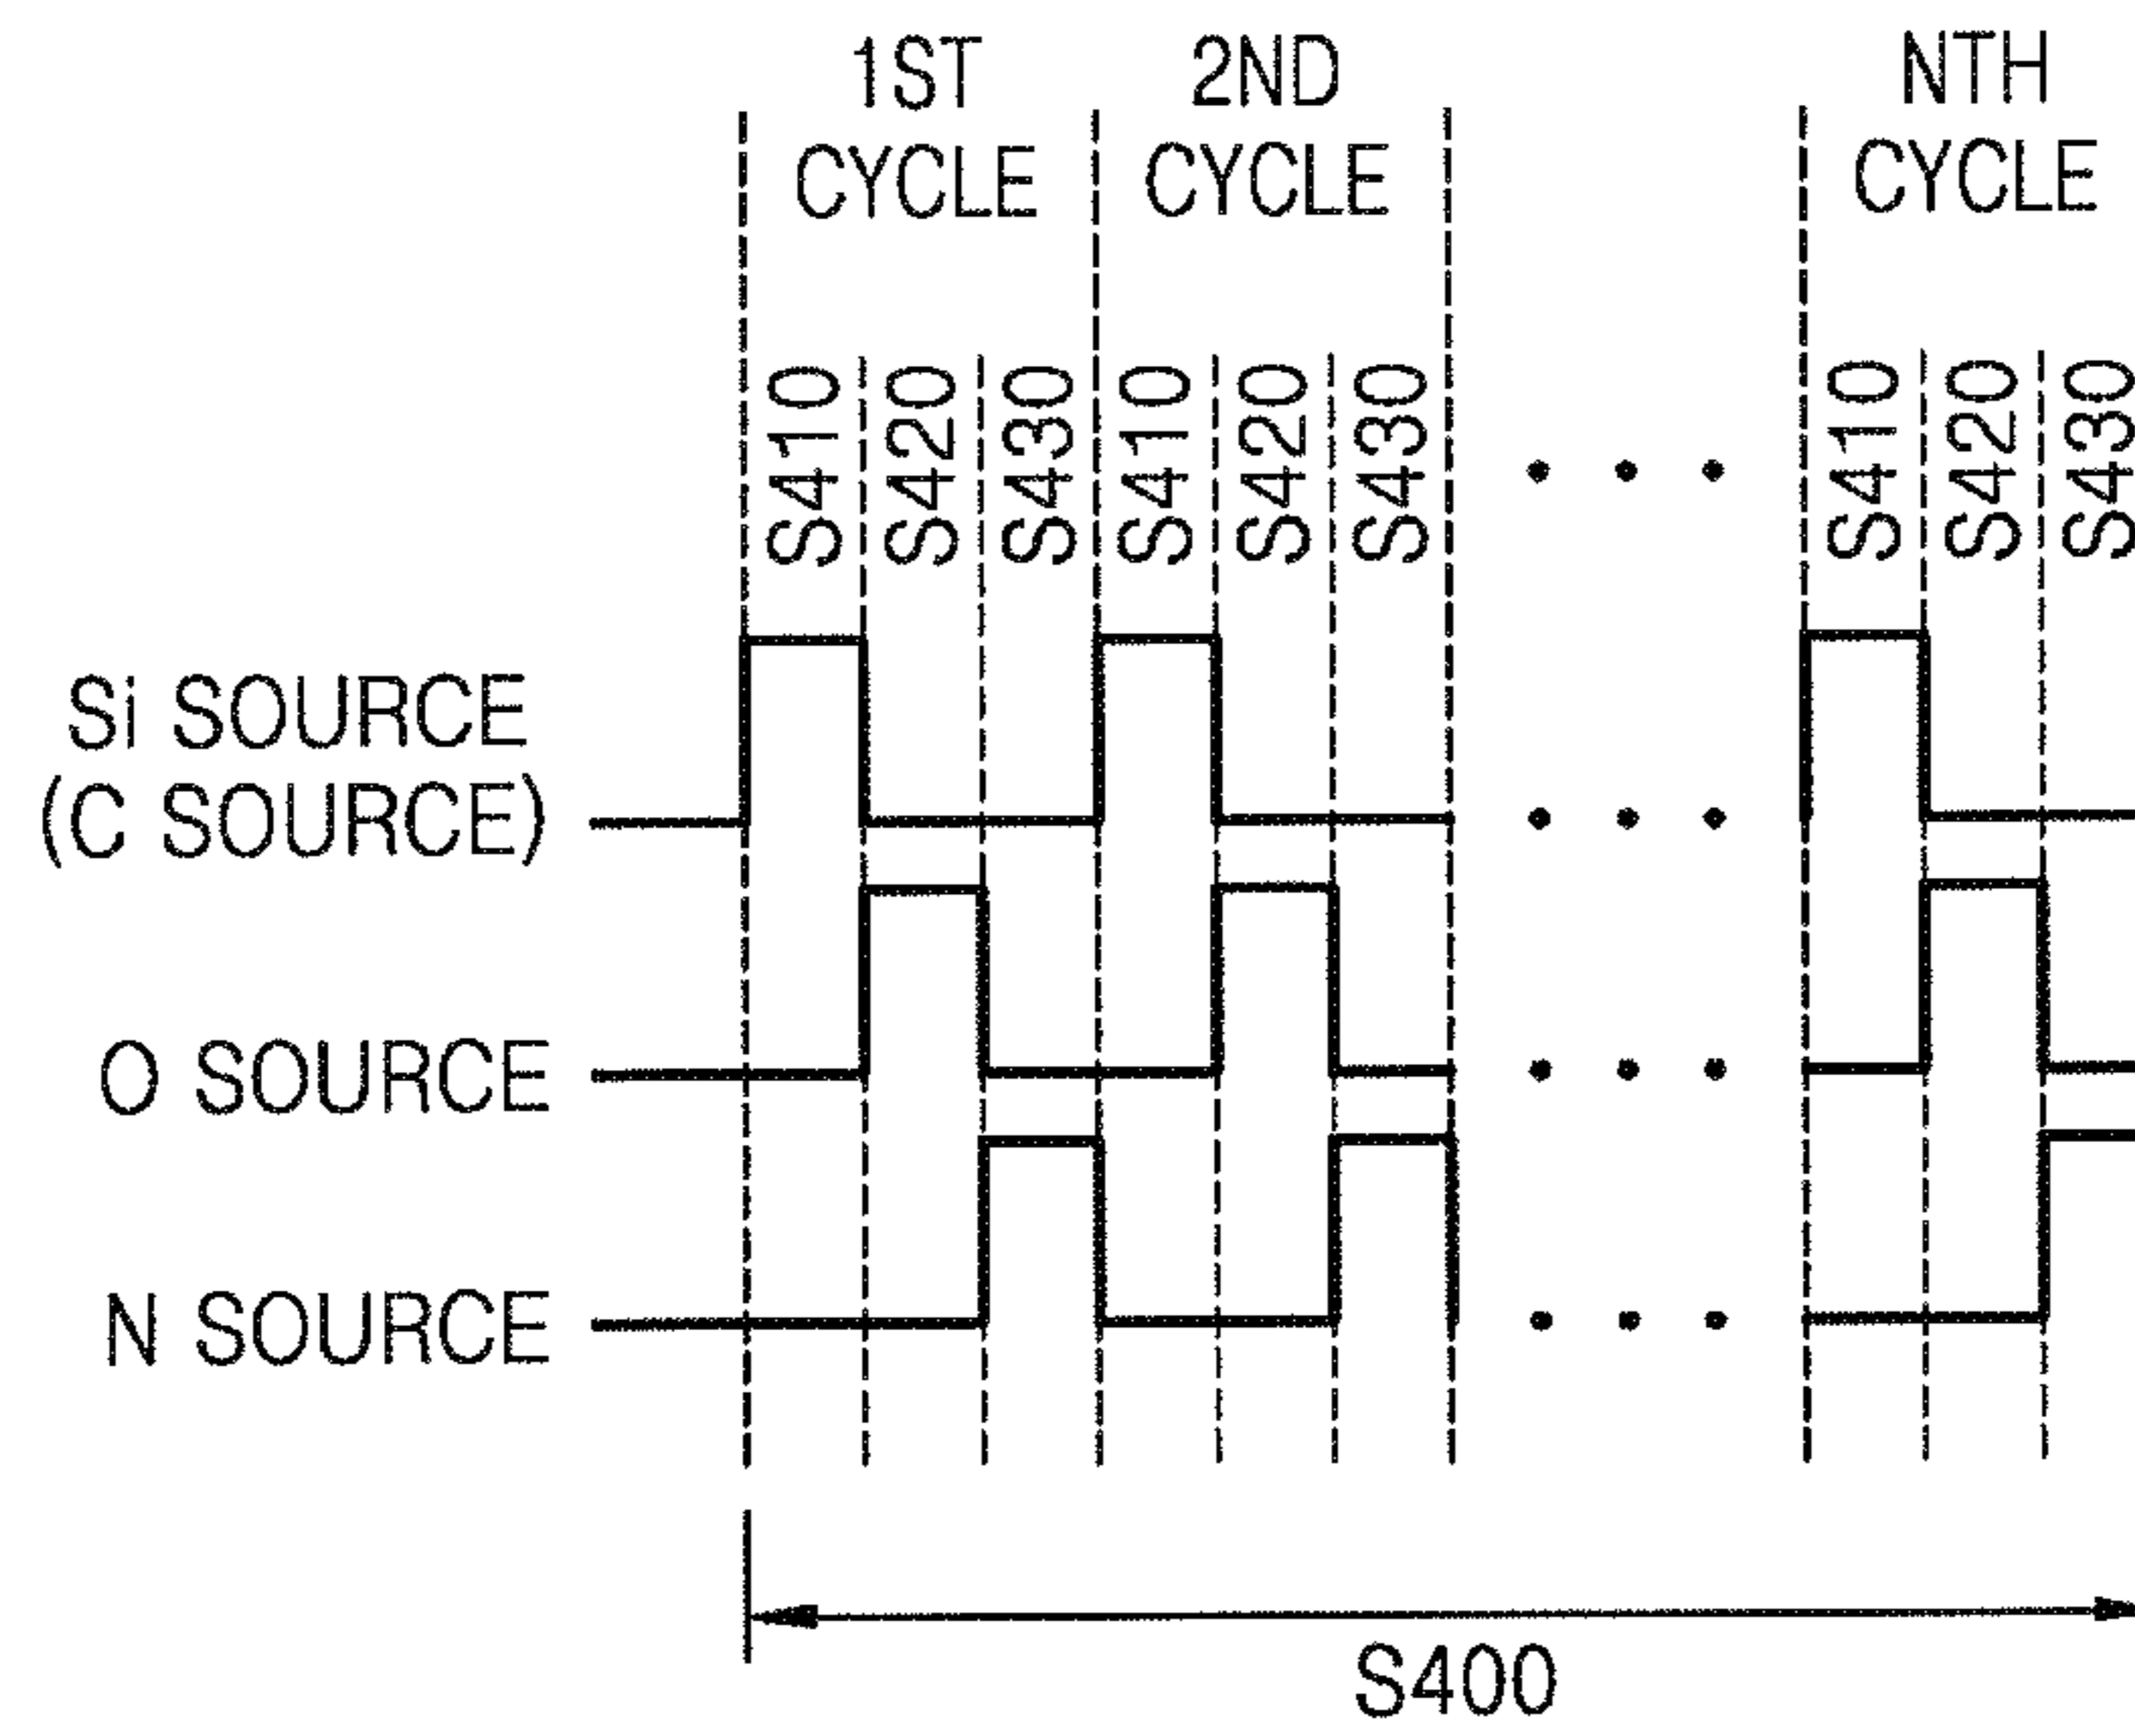 1ST 2ND NTH
CYCLE CYCLE CYCLE
S410 S420 S430 S410 S420 S430 S410 S420 S430
Si SOURCE
(C SOURCE)
O SOURCE
N SOURCE
S400